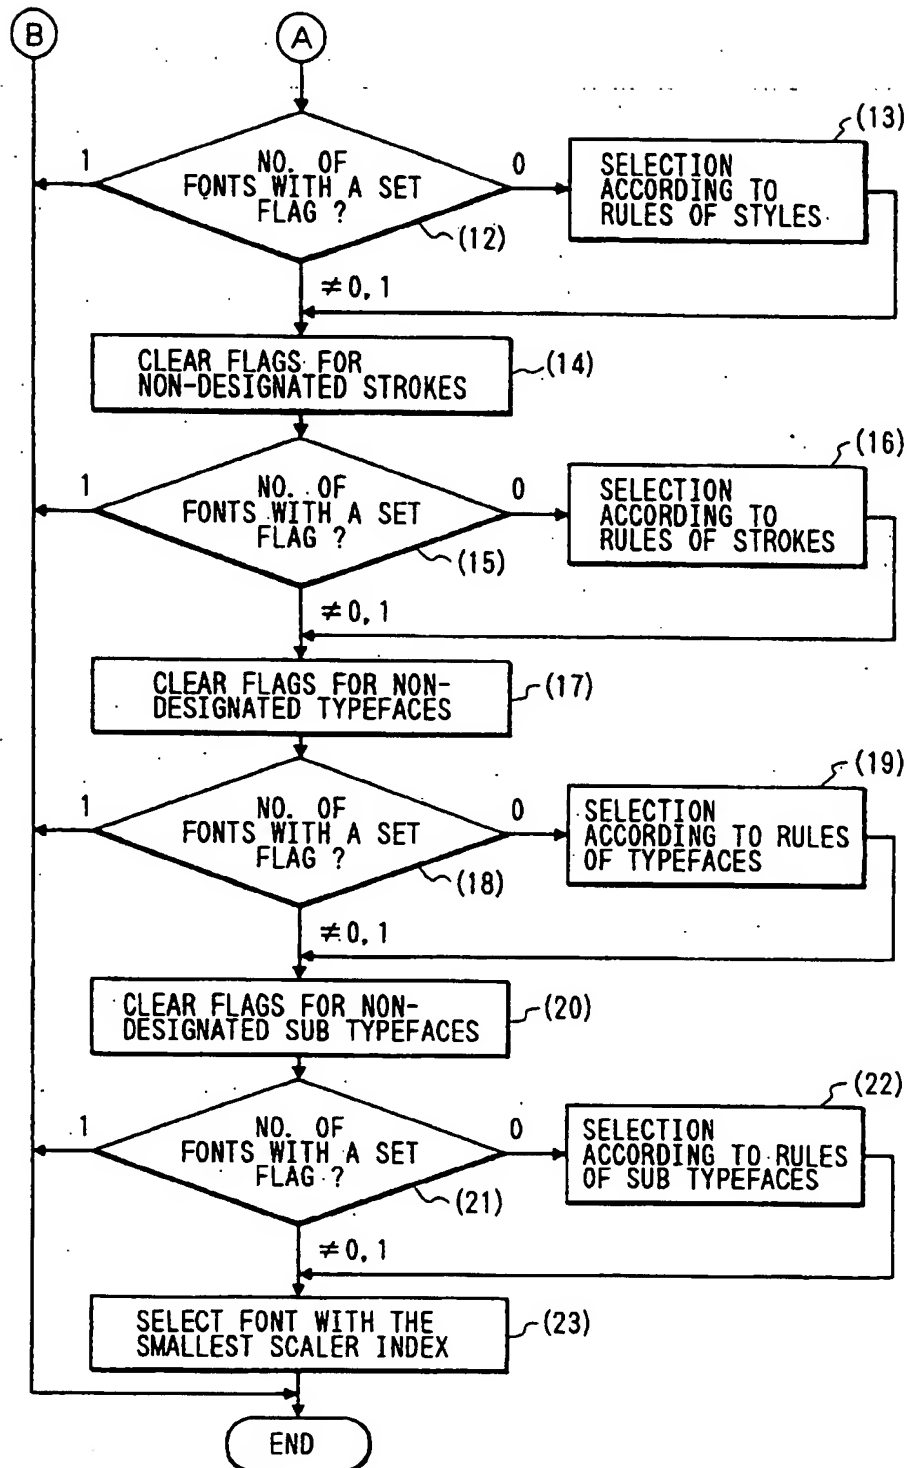 B
A
1
NO. OF
FONTS WITH A SET
FLAG ?
0
(12)
(13)
SELECTION
ACCORDING TO
RULES OF STYLES
≠0, 1
CLEAR FLAGS FOR
NON-DESIGNATED STROKES
(14)
1
NO. OF
FONTS WITH A SET
FLAG ?
0
(15)
(16)
SELECTION
ACCORDING TO
RULES OF STROKES
≠0, 1
CLEAR FLAGS FOR NON-
DESIGNATED TYPEFACES
(17)
1
NO. OF
FONTS WITH A SET
FLAG ?
0
(18)
(19)
SELECTION
ACCORDING TO RULES
OF TYPEFACES
≠0, 1
CLEAR FLAGS FOR NON-
DESIGNATED SUB TYPEFACES
(20)
1
NO. OF
FONTS WITH A SET
FLAG ?
0
(21)
(22)
SELECTION
ACCORDING TO RULES
OF SUB TYPEFACES
≠0, 1
SELECT FONT WITH THE
SMALLEST SCALER INDEX
(23)
END